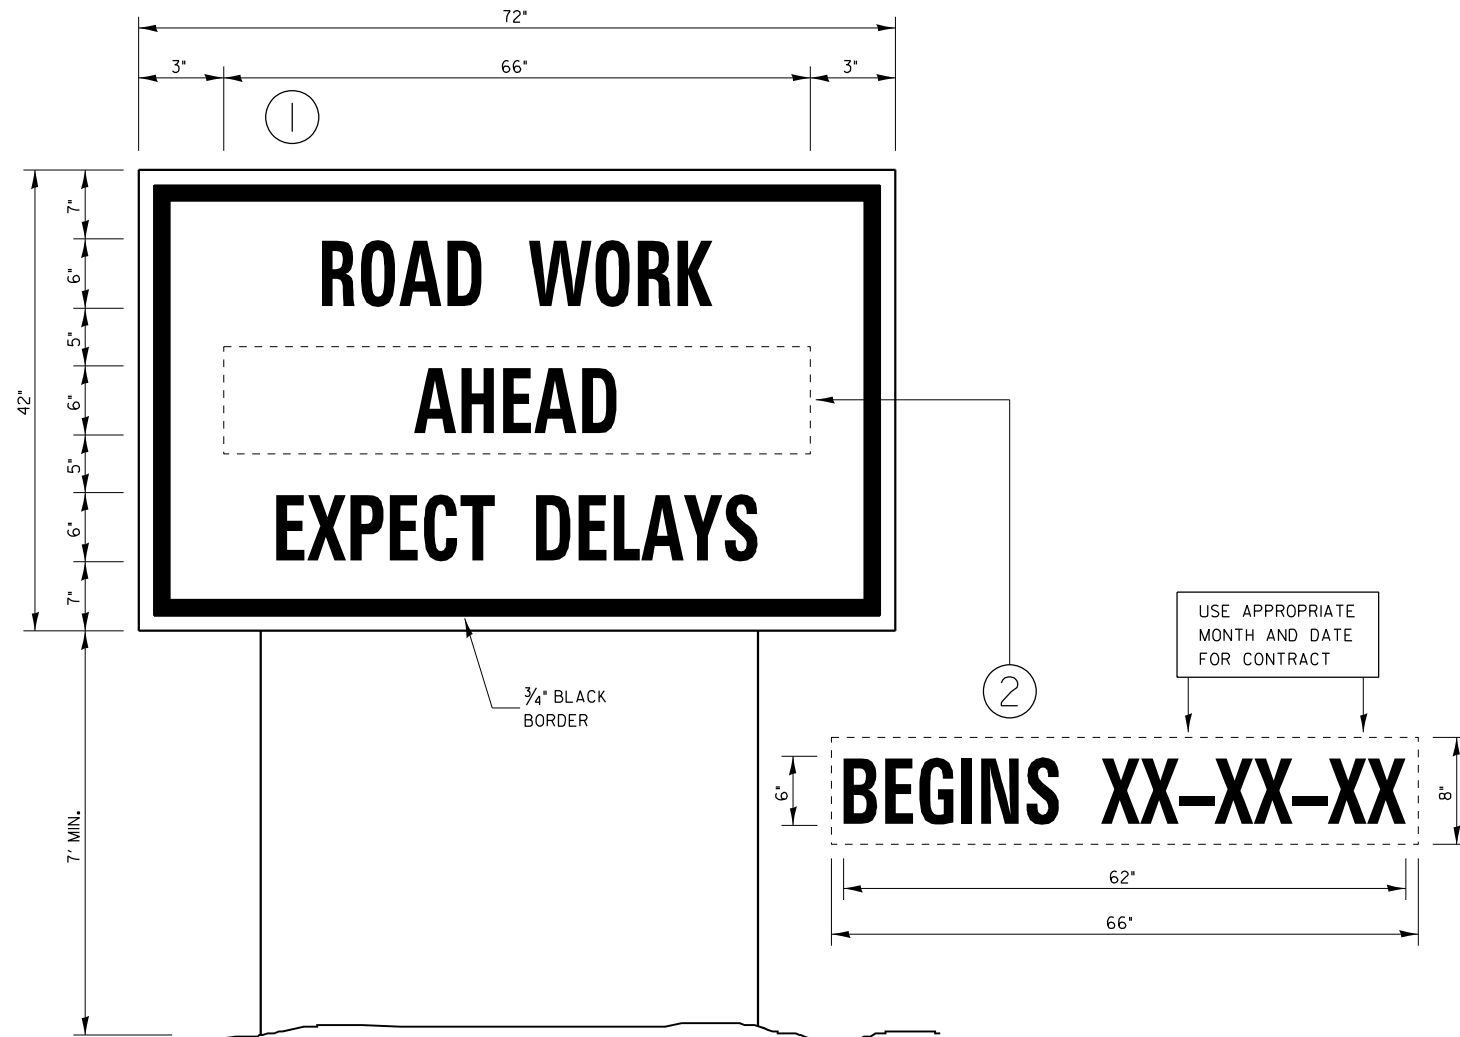 72"
3" 66" 3"
1
7"
6"
5"
6"
5"
6"
7"
42"
ROAD WORK
AHEAD
EXPECT DELAYS
3/4" BLACK
BORDER
7' MIN.
2
USE APPROPRIATE
MONTH AND DATE
FOR CONTRACT
6"
BEGINS XX-XX-XX
8"
62"
66"